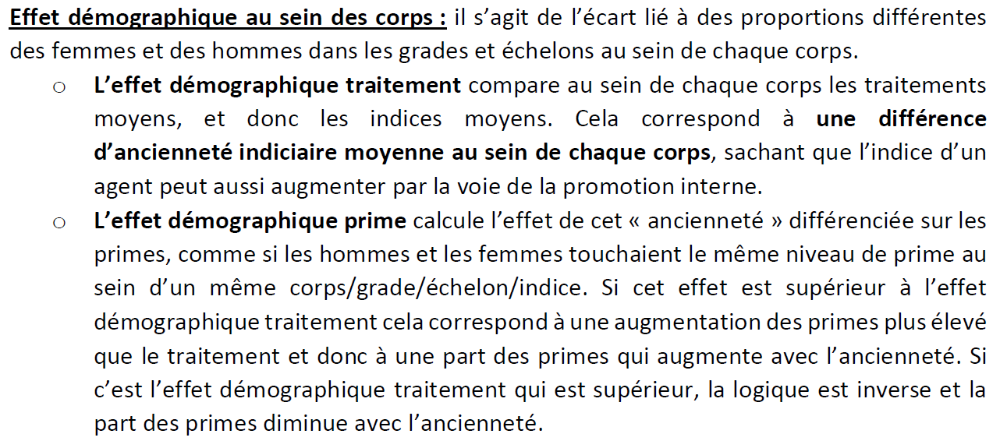 Effet démographique au sein des corps : il s’agit de l’écart lié à des proportions différentes
des femmes et des hommes dans les grades et échelons au sein de chaque corps.
o L’effet démographique traitement compare au sein de chaque corps les traitements
moyens, et donc les indices moyens. Cela correspond à une différence
d’ancienneté indiciaire moyenne au sein de chaque corps, sachant que l’indice d’un
agent peut aussi augmenter par la voie de la promotion interne.
o L’effet démographique prime calcule l’effet de cet « ancienneté » différenciée sur les
primes, comme si les hommes et les femmes touchaient le même niveau de prime au
sein d’un même corps/grade/échelon/indice. Si cet effet est supérieur à l’effet
démographique traitement cela correspond à une augmentation des primes plus élevé
que le traitement et donc à une part des primes qui augmente avec l’ancienneté. Si
c’est l’effet démographique traitement qui est supérieur, la logique est inverse et la
part des primes diminue avec l’ancienneté.